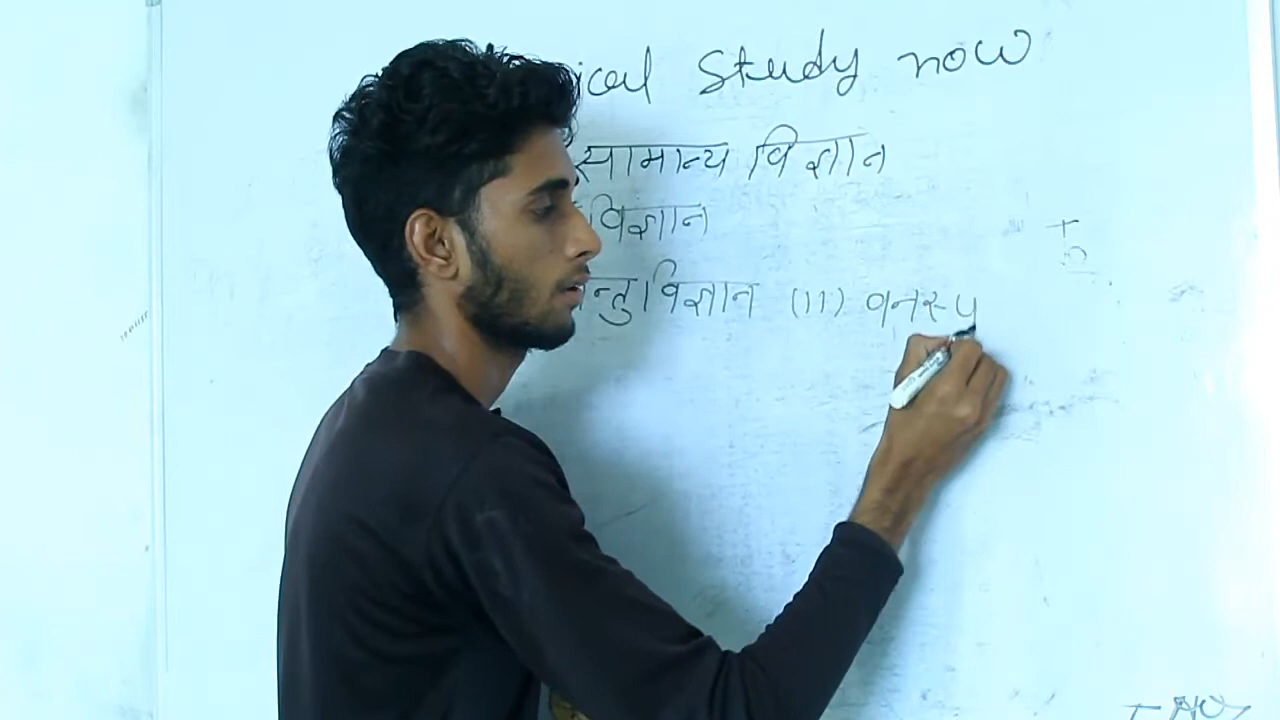 ical Study now
सामान्य विज्ञान
विज्ञान
न्तुविज्ञान (11) वनस्प